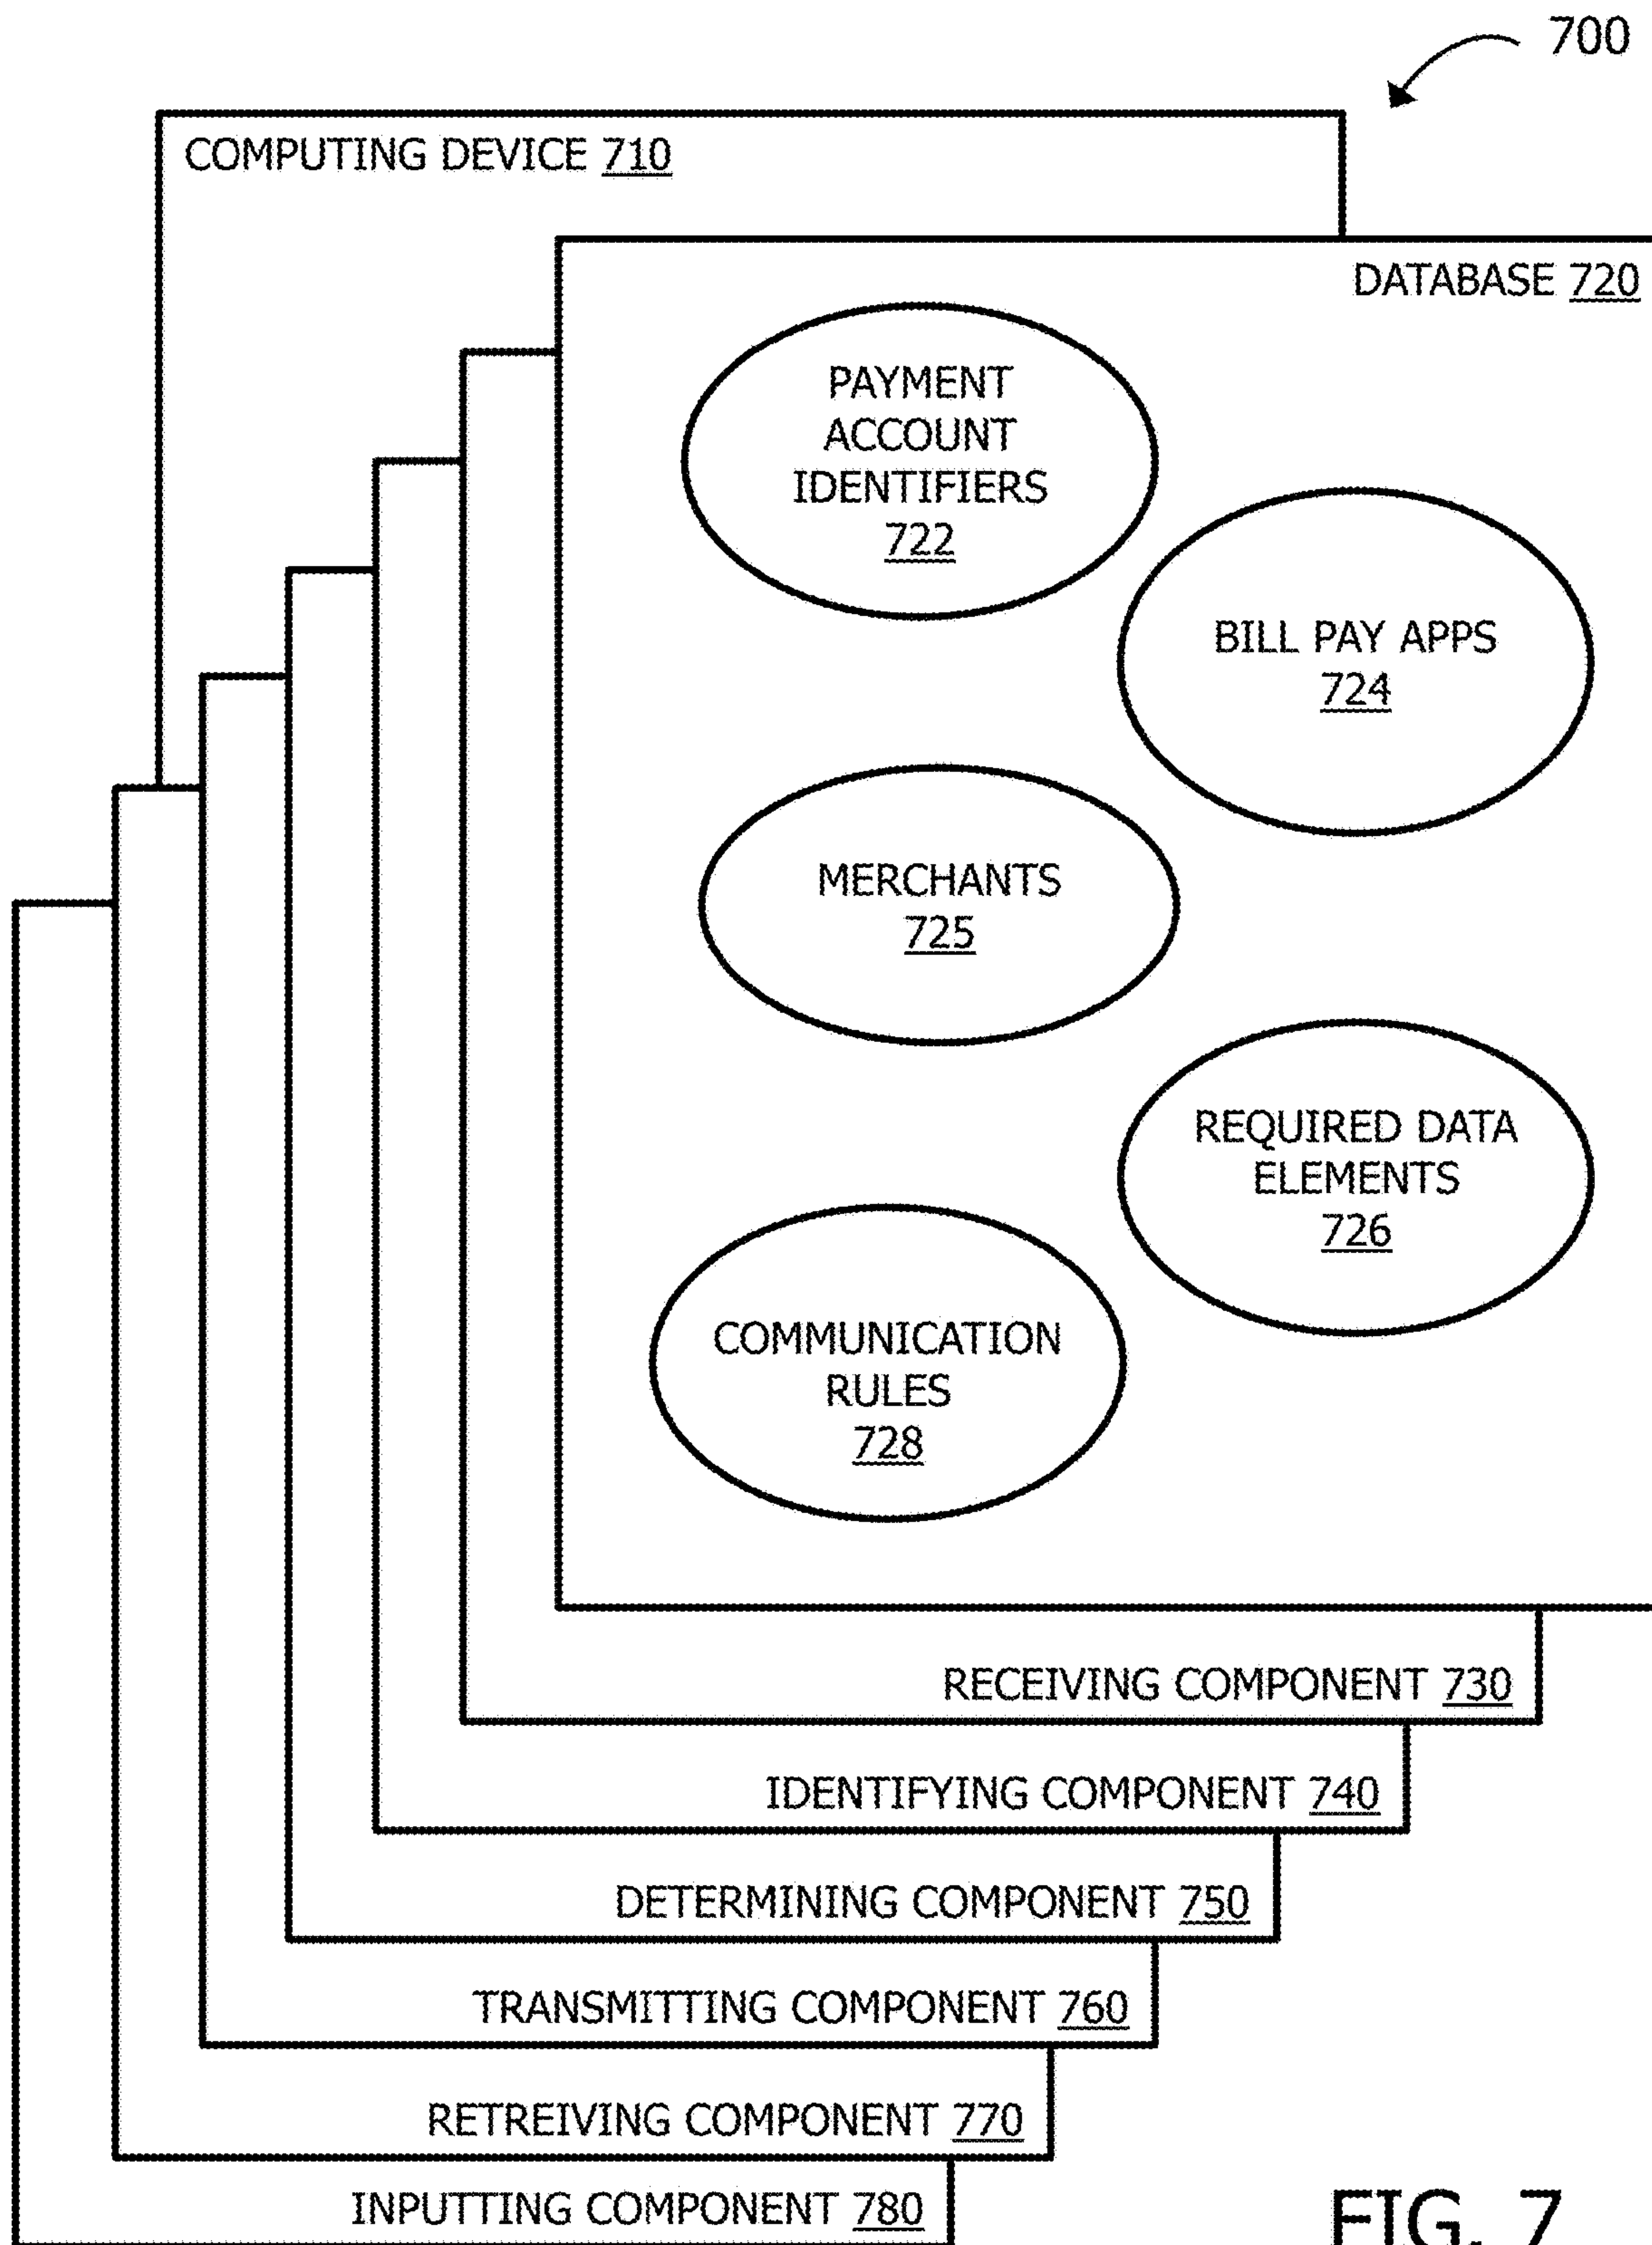 700
COMPUTING DEVICE 710
DATABASE 720
PAYMENT
ACCOUNT
IDENTIFIERS
722
BILL PAY APPS
724
MERCHANTS
725
REQUIRED DATA
ELEMENTS
726
COMMUNICATION
RULES
728
RECEIVING COMPONENT 730
IDENTIFYING COMPONENT 740
DETERMINING COMPONENT 750
TRANSMITTING COMPONENT 760
RETREIVING COMPONENT 770
INPUTTING COMPONENT 780
FIG. 7